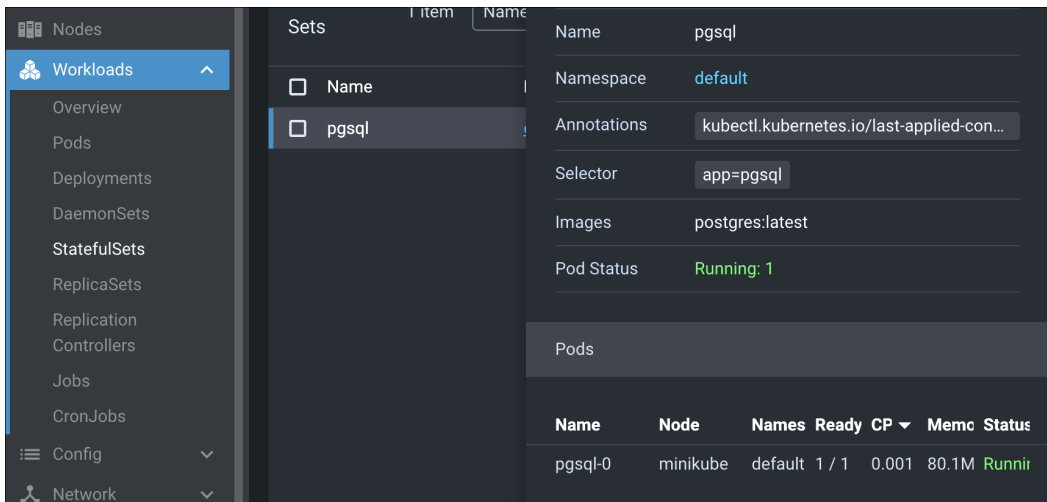 Nodes
Workloads
Overview
Pods
Deployments
DaemonSets
StatefulSets
ReplicaSets
Replication
Controllers
Jobs
CronJobs
Config
Network
Sets
1 item
Name
Name
pgsql
Name pgsql
Namespace default
Annotations kubectl.kubernetes.io/last-applied-con...
Selector app=pgsql
Images postgres:latest
Pod Status Running: 1
Pods
Name Node Names Ready CP Memo Status
pgsql-0 minikube default 1 / 1 0.001 80.1M Runnin